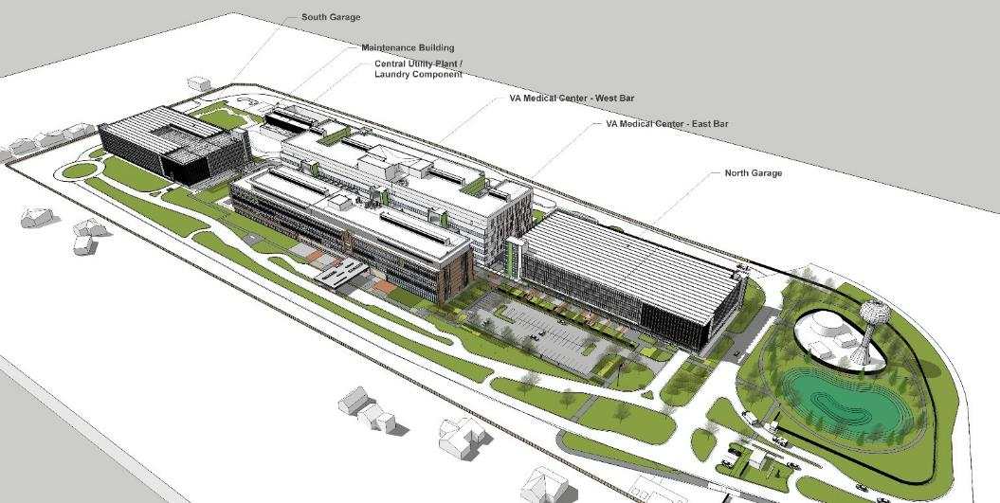 South Garage
Maintenance Building
Central Utility Plant /
Laundry Component
VA Medical Center - West Bar
VA Medical Center - East Bar
North Garage